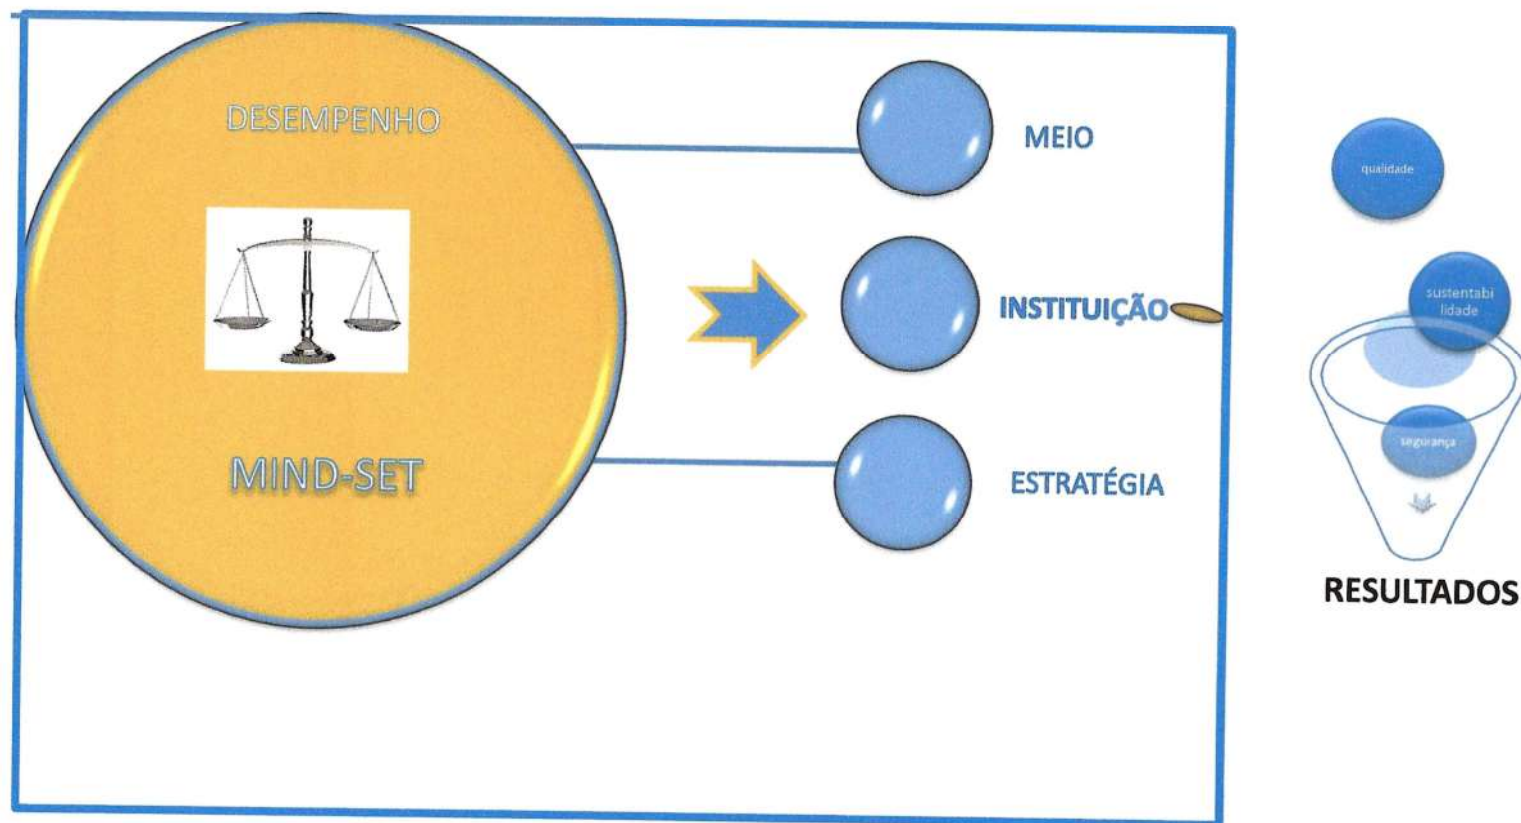 DESEMPENHO
MIND-SET
MEIO
INSTITUIÇÃO
ESTRATÉGIA
qualidade
sustentabi
lidade
segurança
RESULTADOS